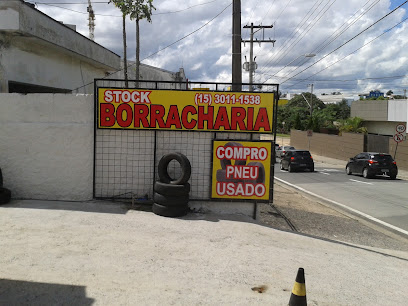 STOCK (15) 3011-1538
BORRACHARIA
COMPRO
PNEU
USADO